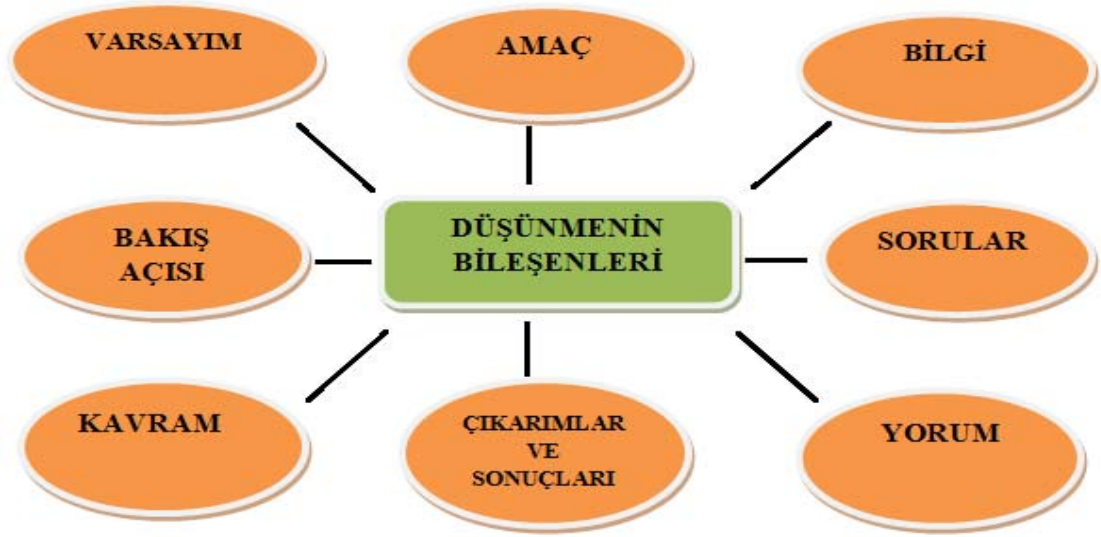 VARSAYIM
AMAÇ
BİLGİ
BAKIŞ
AÇISI
DÜŞÜNMENİN
BİLEŞENLERİ
SORULAR
KAVRAM
ÇIKARIMLAR
VE
SONUÇLARI
YORUM